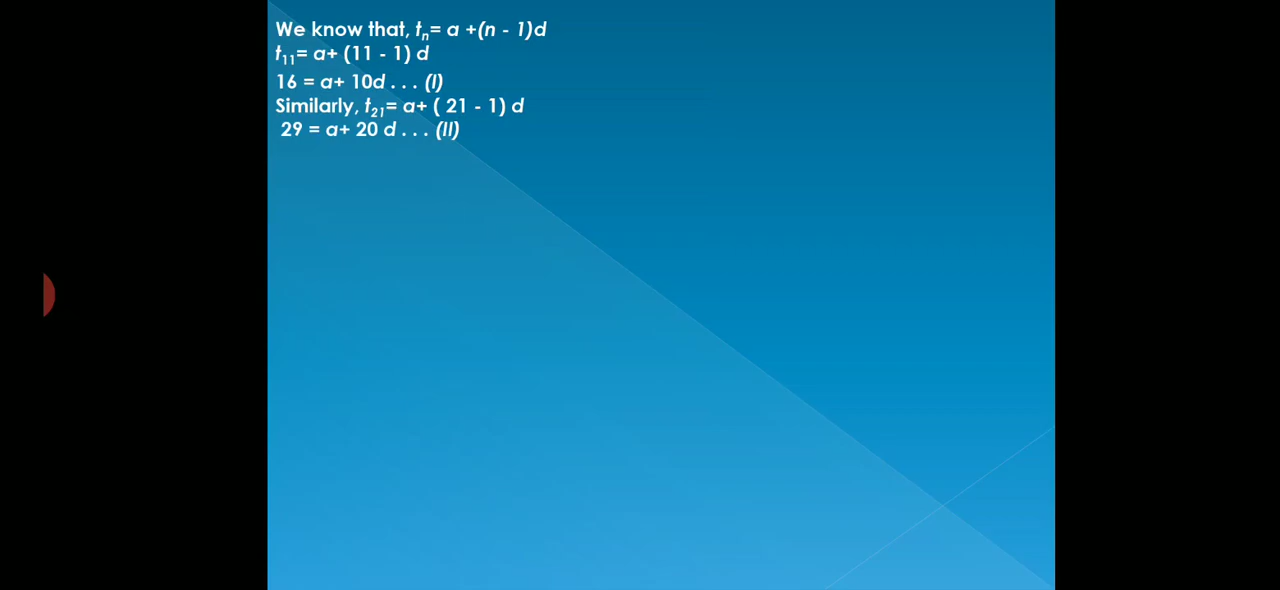 We know that, tn= a +(n - 1)d
t11= a+ (11 - 1) d
16 = a+ 10d . . . (I)
Similarly, t21= a+ ( 21 - 1) d
29 = a+ 20 d . . . (II)